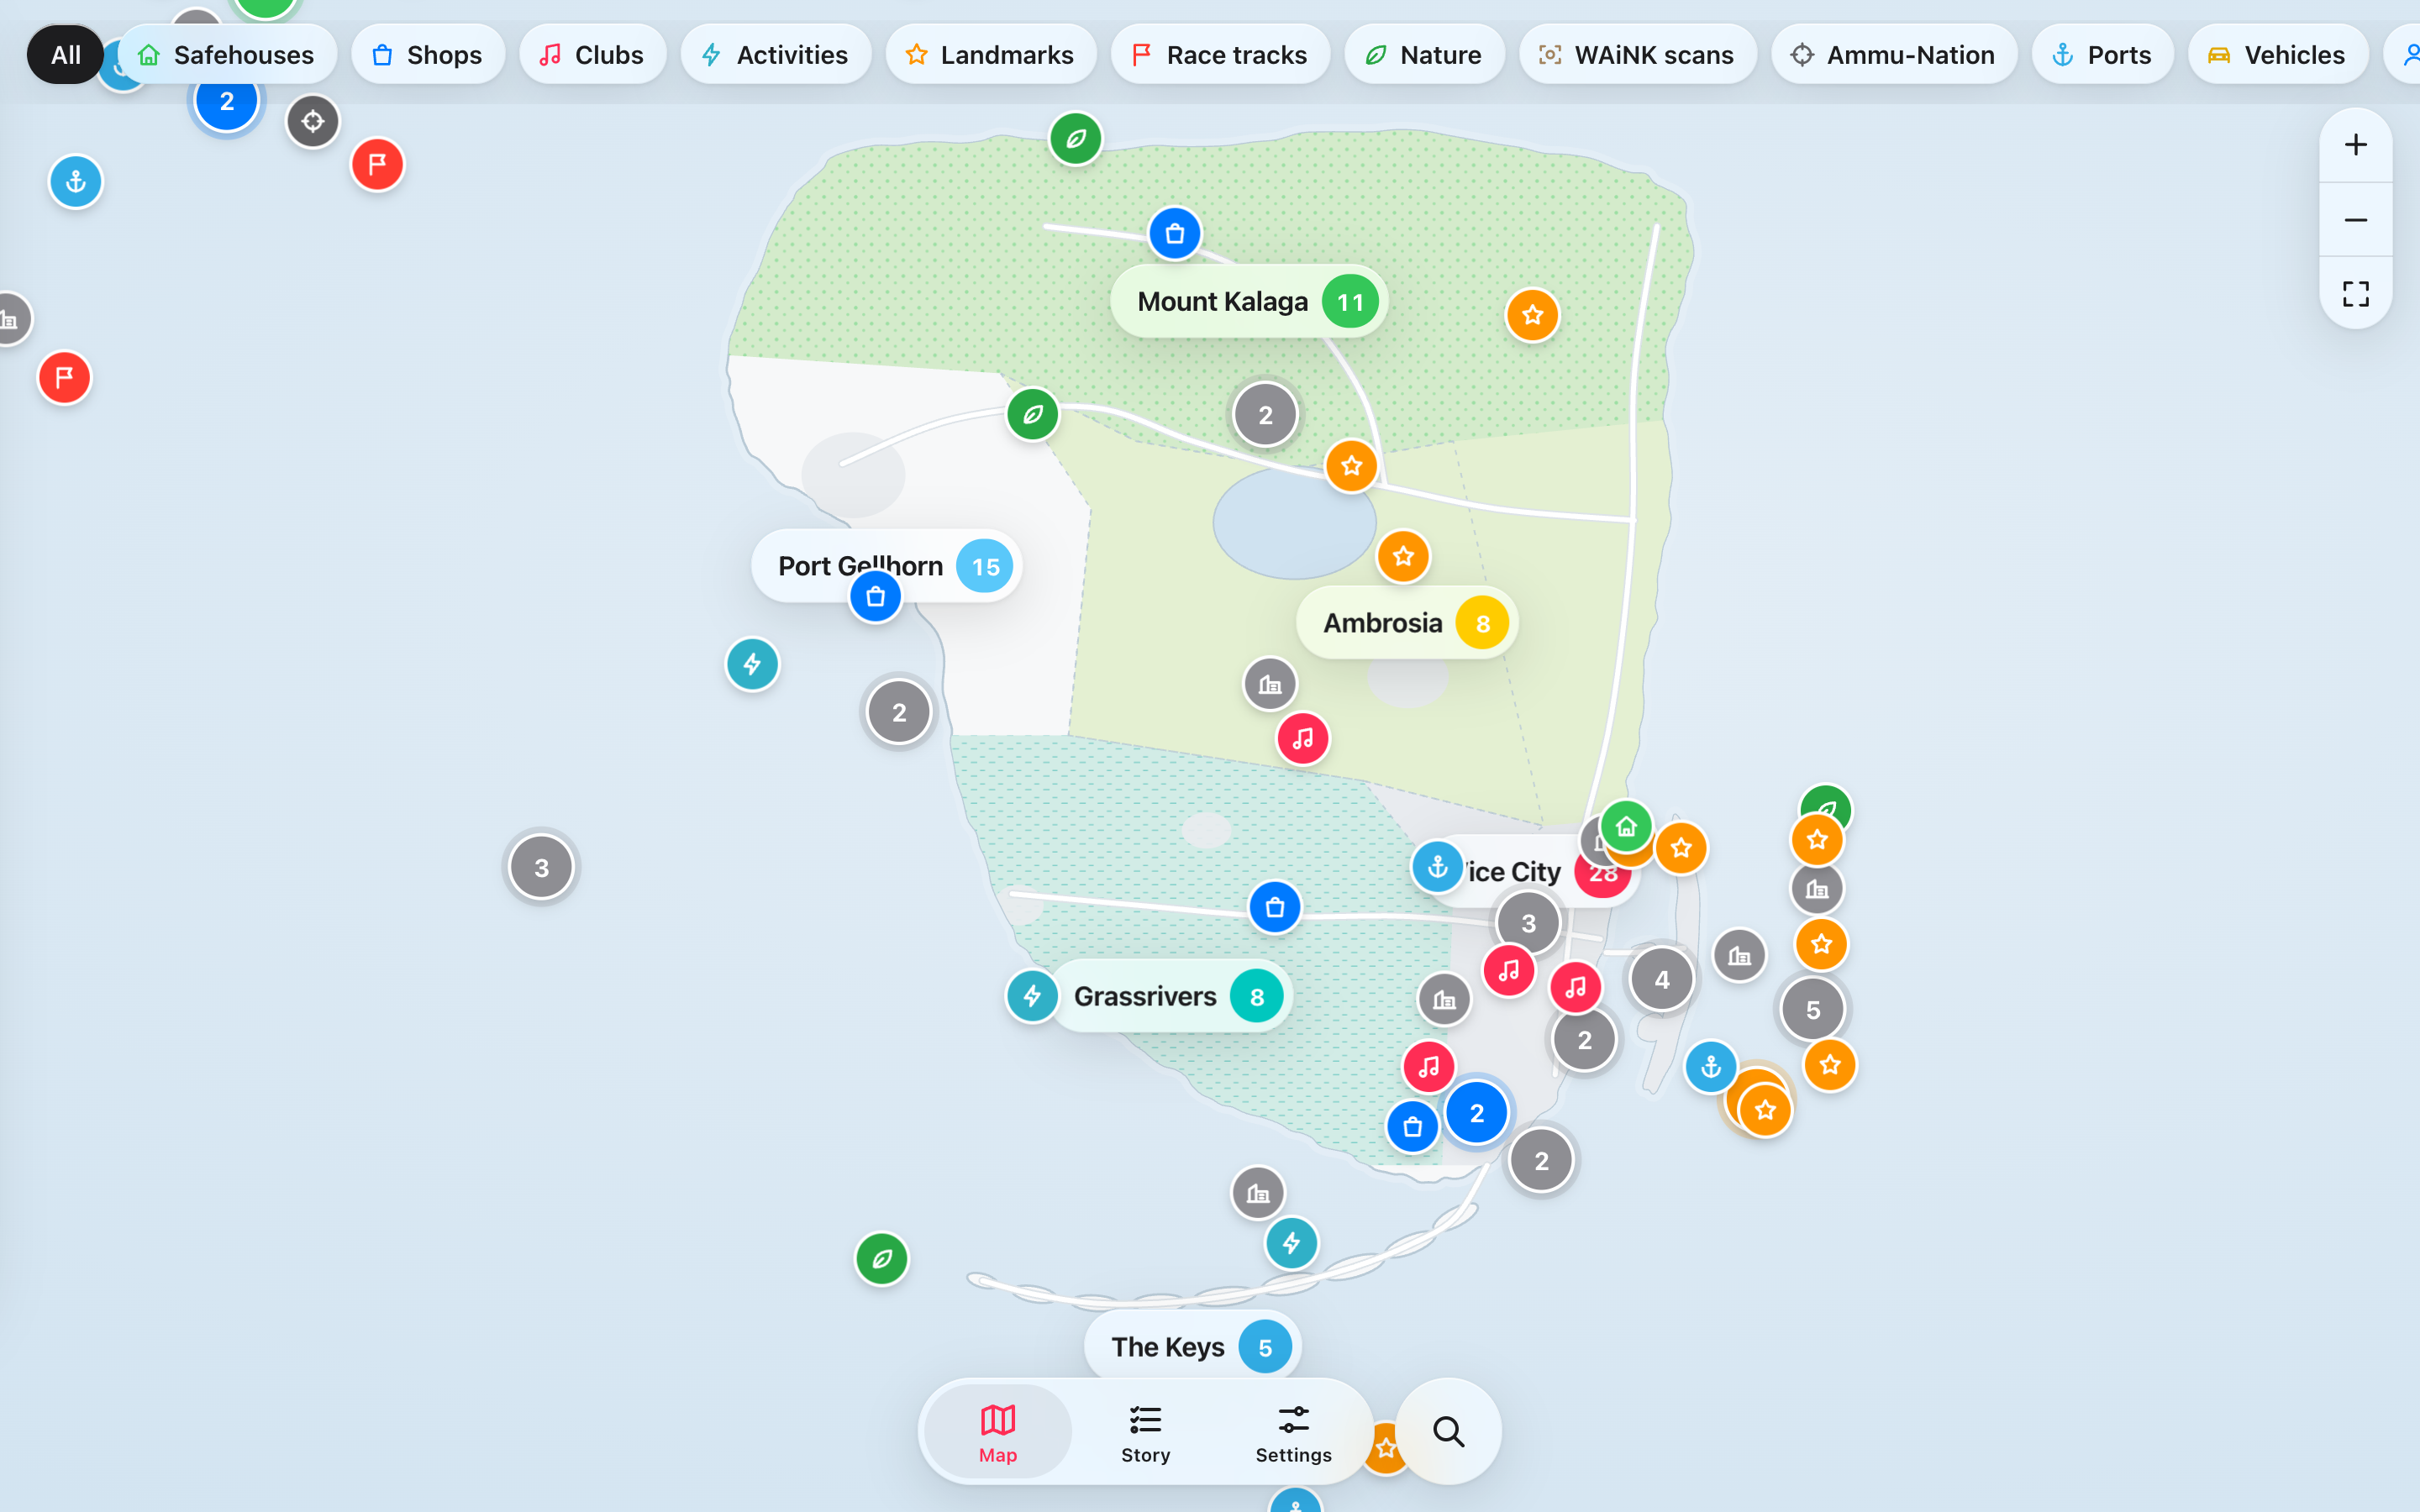 All
Safehouses
Shops
Clubs
Activities
Landmarks
Race tracks
Nature
WAiNK scans
Ammu-Nation
Ports
Vehicles
2
Mount Kalaga 11
2
Port Gellhorn 15
Ambrosia 8
2
3
ice City 28
3
4
Grassrivers 8
5
2
2
2
The Keys 5
Map
Story
Settings